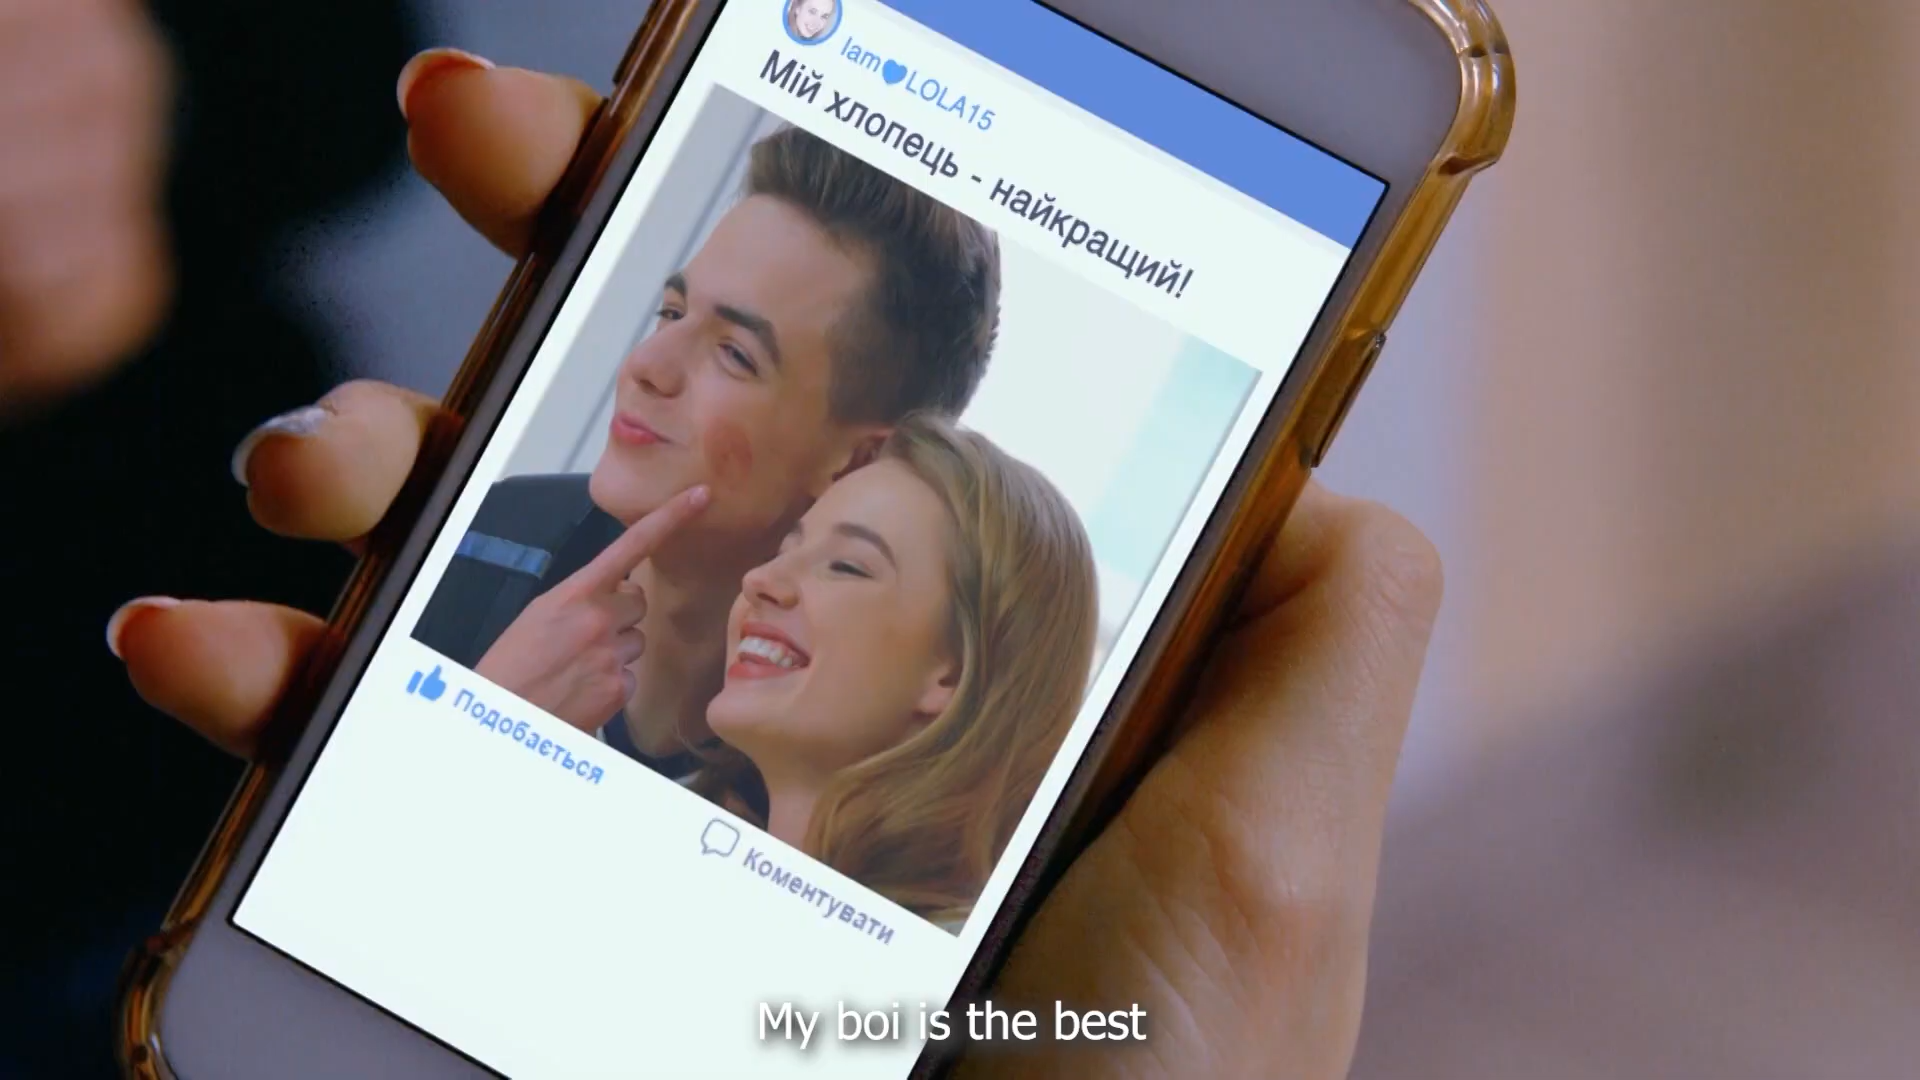 Iam💙LOLA15
Мій хлопець - найкращий!
Подобається
Коментувати
My boi is the best